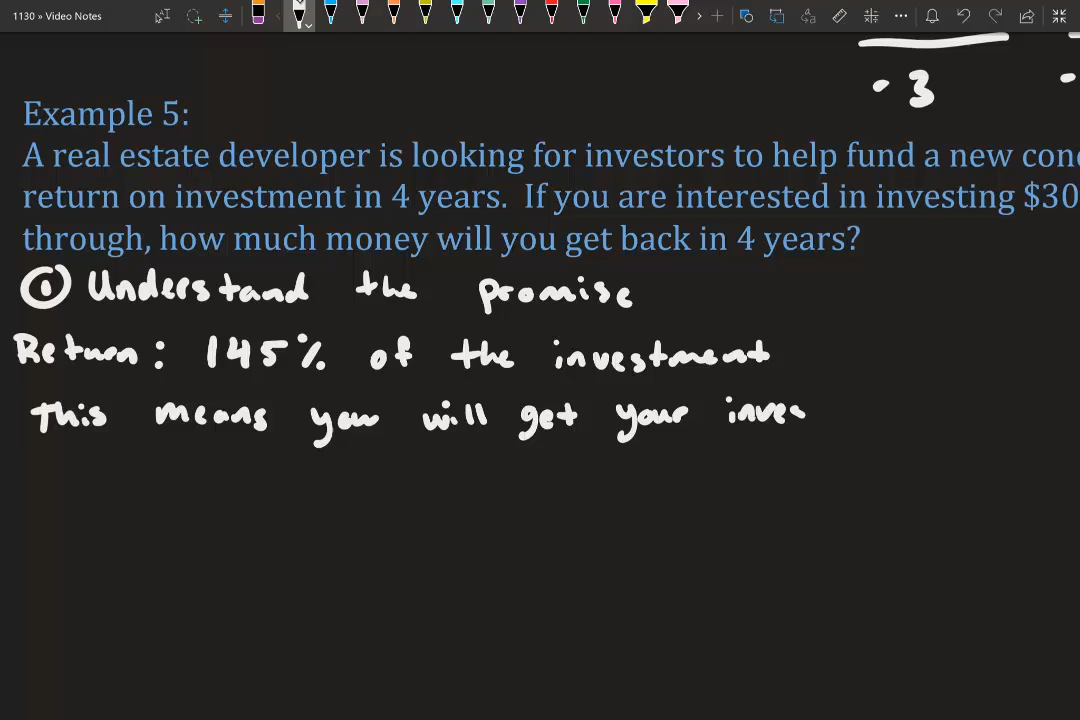 1130 » Video Notes
- 3
Example 5:
A real estate developer is looking for investors to help fund a new
return on investment in 4 years. If you are interested in investing $30
through, how much money will you get back in 4 years?
① Understand the promise
Return: 145% of the investment
This means you will get your inves